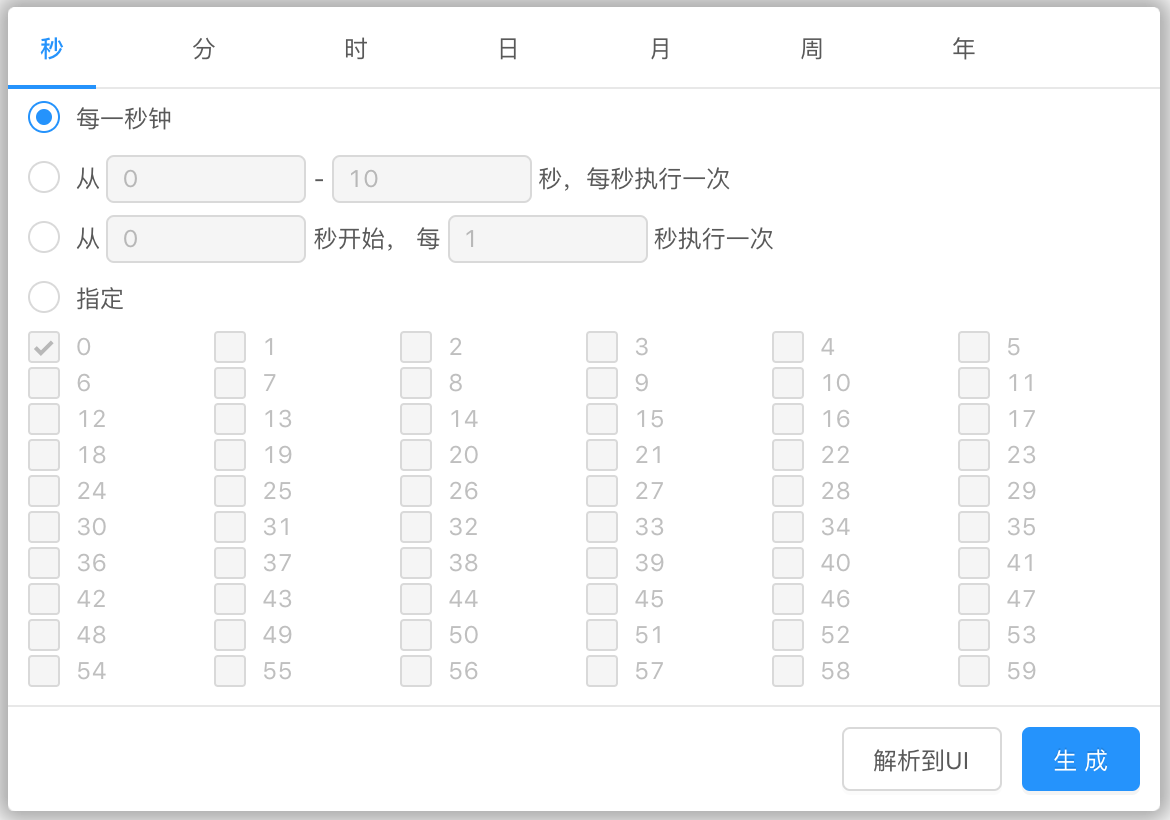 秒 分 时 日 月 周 年
每一秒钟
从 0 - 10 秒，每秒执行一次
从 0 秒开始， 每 1 秒执行一次
指定
0 1 2 3 4 5
6 7 8 9 10 11
12 13 14 15 16 17
18 19 20 21 22 23
24 25 26 27 28 29
30 31 32 33 34 35
36 37 38 39 40 41
42 43 44 45 46 47
48 49 50 51 52 53
54 55 56 57 58 59
解析到UI 生 成